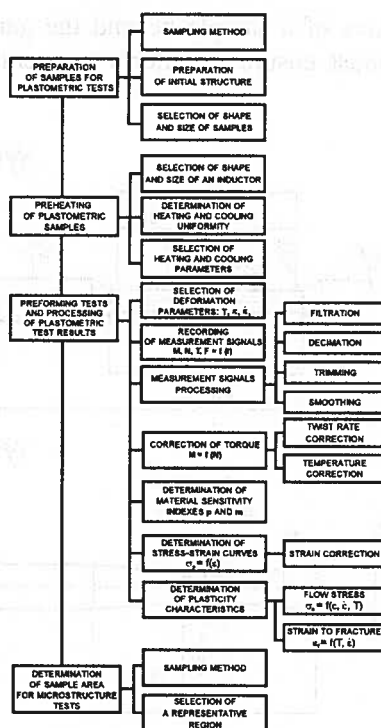 SAMPLING METHOD
PREPARATION
OF SAMPLES FOR
PLASTOMETRIC TESTS
PREPARATION
OF INITIAL STRUCTURE
SELECTION OF SHAPE
AND SIZE OF SAMPLES
SELECTION OF SHAPE
AND SIZE OF AN INDUCTOR
PREHEATING
OF PLASTOMETRIC
SAMPLES
DETERMINATION OF
HEATING AND COOLING
UNIFORMITY
SELECTION OF
HEATING AND COOLING
PARAMETERS
PREFORMING TESTS
AND PROCESSING
OF PLASTOMETRIC
TEST RESULTS
SELECTION OF
DEFORMATION
PARAMETERS: T,
RECORDING
OF MEASUREMENT SIGNALS
M, N, T, F = f (t)
MEASUREMENT SIGNALS
PROCESSING
FILTRATION
DECIMATION
TRIMMING
SMOOTHING
CORRECTION OF TORQUE
M = f (N)
TWIST RATE
CORRECTION
TEMPERATURE
CORRECTION
DETERMINATION OF
MATERIAL SENSITIVITY
INDEXES p AND m
DETERMINATION OF
STRESS-STRAIN CURVES
σₚ = f(ε)
STRAIN CORRECTION
DETERMINATION
OF PLASTICITY
CHARACTERISTICS
FLOW STRESS
σₚ = f(ε, ε̇, T)
STRAIN TO FRACTURE
εf = f(T, ε̇)
DETERMINATION
OF SAMPLE AREA
FOR MICROSTRUCTURE
TESTS
SAMPLING METHOD
SELECTION OF
A REPRESENTATIVE
REGION